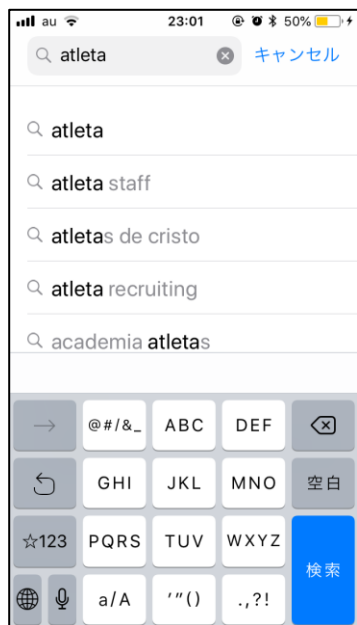 au 23:01 50%
atleta キャンセル
atleta
atleta staff
atletas de cristo
atleta recruiting
academia atletas
→ @#/&_ ABC DEF
GHI JKL MNO 空白
☆123 PQRS TUV WXYZ 検索
a/A '"() .,?!